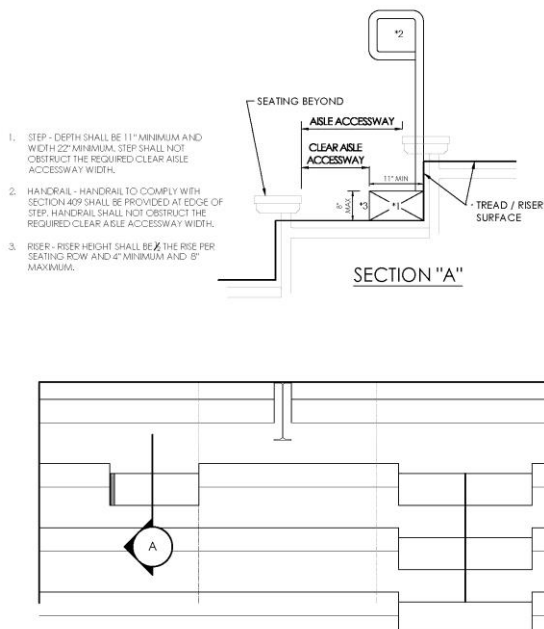 *2
SEATING BEYOND
AISLE ACCESSWAY
CLEAR AISLE
ACCESSWAY
11" MIN
8"
MAX
*3
*1
TREAD / RISER
SURFACE
SECTION "A"
1. STEP - DEPTH SHALL BE 11" MINIMUM AND
WIDTH 22" MINIMUM. STEP SHALL NOT
OBSTRUCT THE REQUIRED CLEAR AISLE
ACCESSWAY WIDTH.
2. HANDRAIL - HANDRAIL TO COMPLY WITH
SECTION 409 SHALL BE PROVIDED AT EDGE OF
STEP. HANDRAIL SHALL NOT OBSTRUCT THE
REQUIRED CLEAR AISLE ACCESSWAY WIDTH.
3. RISER - RISER HEIGHT SHALL BE ½ THE RISE PER
SEATING ROW AND 4" MINIMUM AND 8"
MAXIMUM.
A